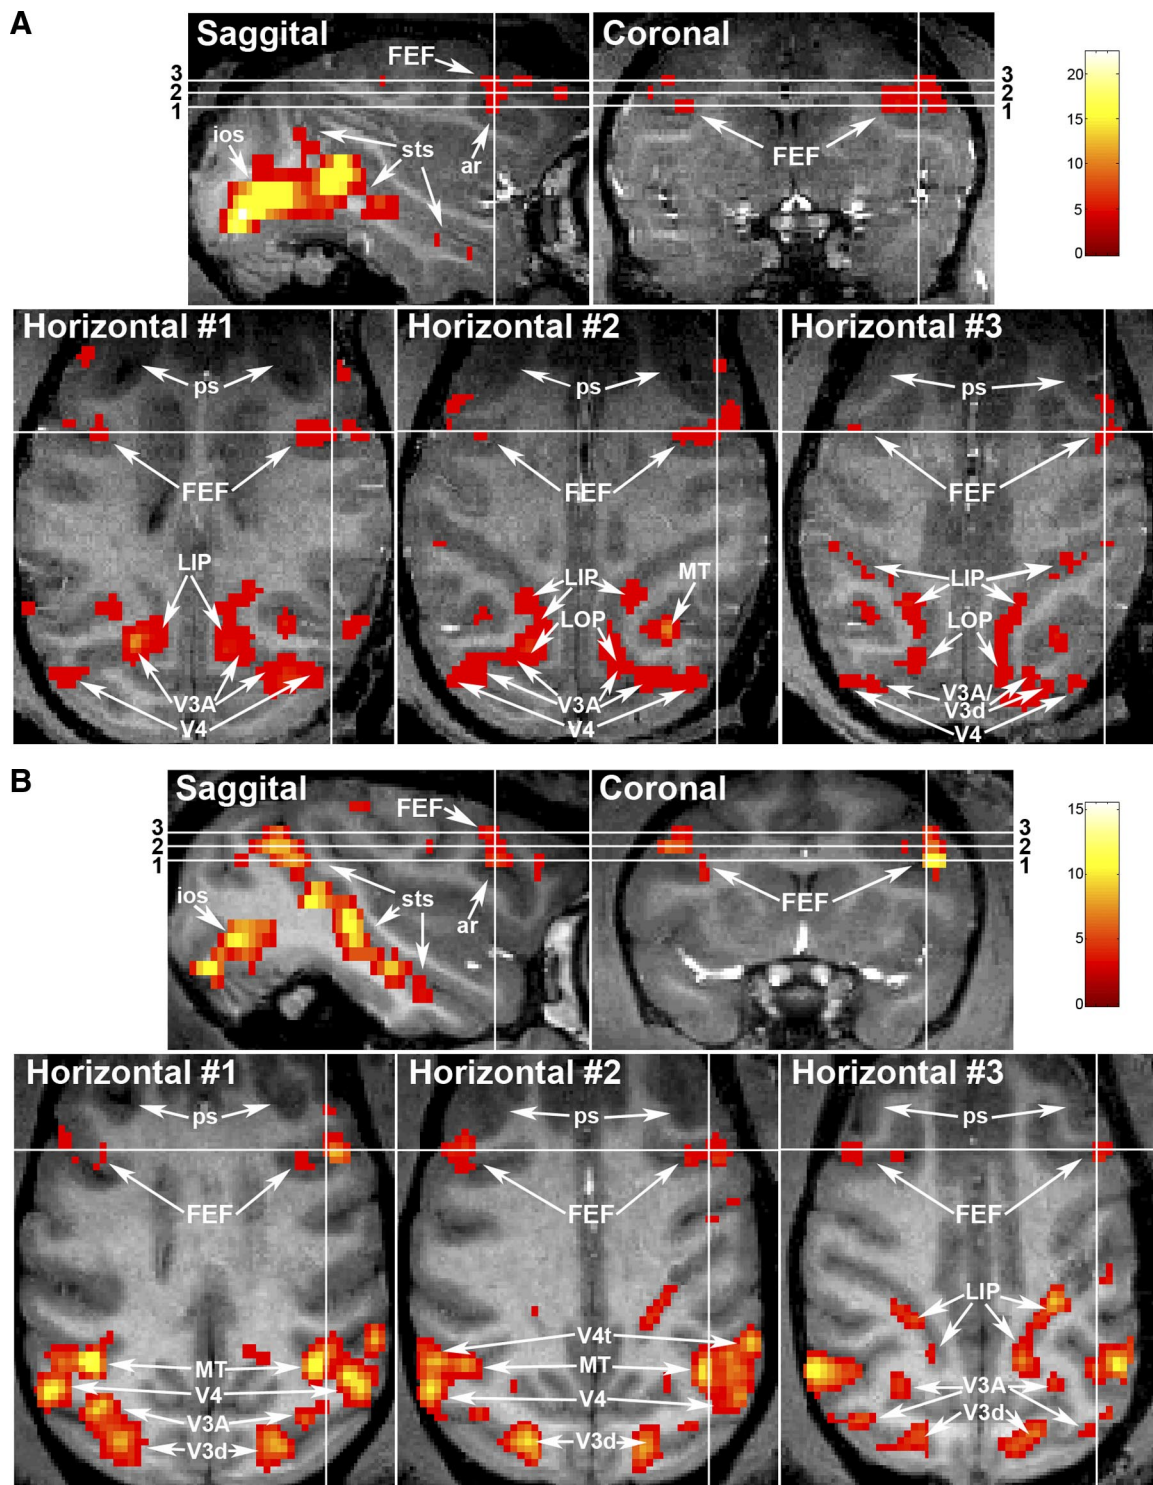 A
Saggital
Coronal
FEF
3
2
1
ios
sts
ar
FEF
3
2
1
20
15
10
5
0
Horizontal #1
Horizontal #2
Horizontal #3
ps
ps
ps
FEF
FEF
FEF
LIP
LIP
MT
LIP
LOP
LOP
V3A
V4
V3A
V4
V3A/
V3d
V4
B
Saggital
Coronal
FEF
3
2
1
ios
sts
ar
FEF
3
2
1
15
10
5
0
Horizontal #1
Horizontal #2
Horizontal #3
ps
ps
ps
FEF
FEF
FEF
LIP
MT
V4
V3A
V3d
V4t
MT
V4
V3d
V3A
V3d